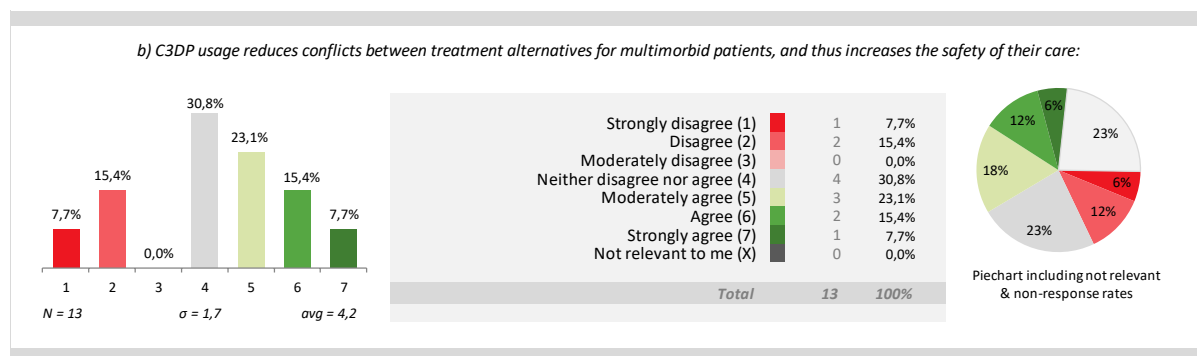 b) C3DP usage reduces conflicts between treatment alternatives for multimorbid patients, and thus increases the safety of their care:
7,7%
15,4%
0,0%
30,8%
23,1%
15,4%
7,7%
1 2 3 4 5 6 7
N = 13 σ = 1,7 avg = 4,2
Strongly disagree (1) 1 7,7%
Disagree (2) 2 15,4%
Moderately disagree (3) 0 0,0%
Neither disagree nor agree (4) 4 30,8%
Moderately agree (5) 3 23,1%
Agree (6) 2 15,4%
Strongly agree (7) 1 7,7%
Not relevant to me (X) 0 0,0%
Total 13 100%
6%
23%
12%
18%
6%
12%
23%
Piechart including not relevant
& non-response rates